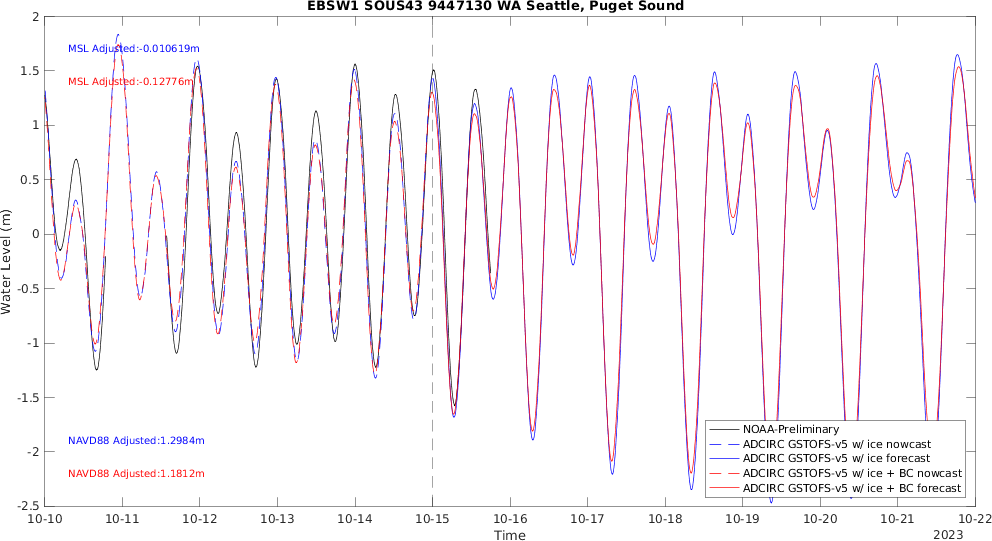 EBSW1 SOUS43 9447130 WA Seattle, Puget Sound
2
1.5
1
0.5
0
-0.5
-1
-1.5
-2
-2.5
Water Level (m)
MSL Adjusted:-0.010619m
MSL Adjusted:-0.12776m
NAVD88 Adjusted:1.2984m
NAVD88 Adjusted:1.1812m
NOAA-Preliminary
ADCIRC GSTOFS-v5 w/ ice nowcast
ADCIRC GSTOFS-v5 w/ ice forecast
ADCIRC GSTOFS-v5 w/ ice + BC nowcast
ADCIRC GSTOFS-v5 w/ ice + BC forecast
10-10 10-11 10-12 10-13 10-14 10-15 10-16 10-17 10-18 10-19 10-20 10-21 10-22
Time
2023